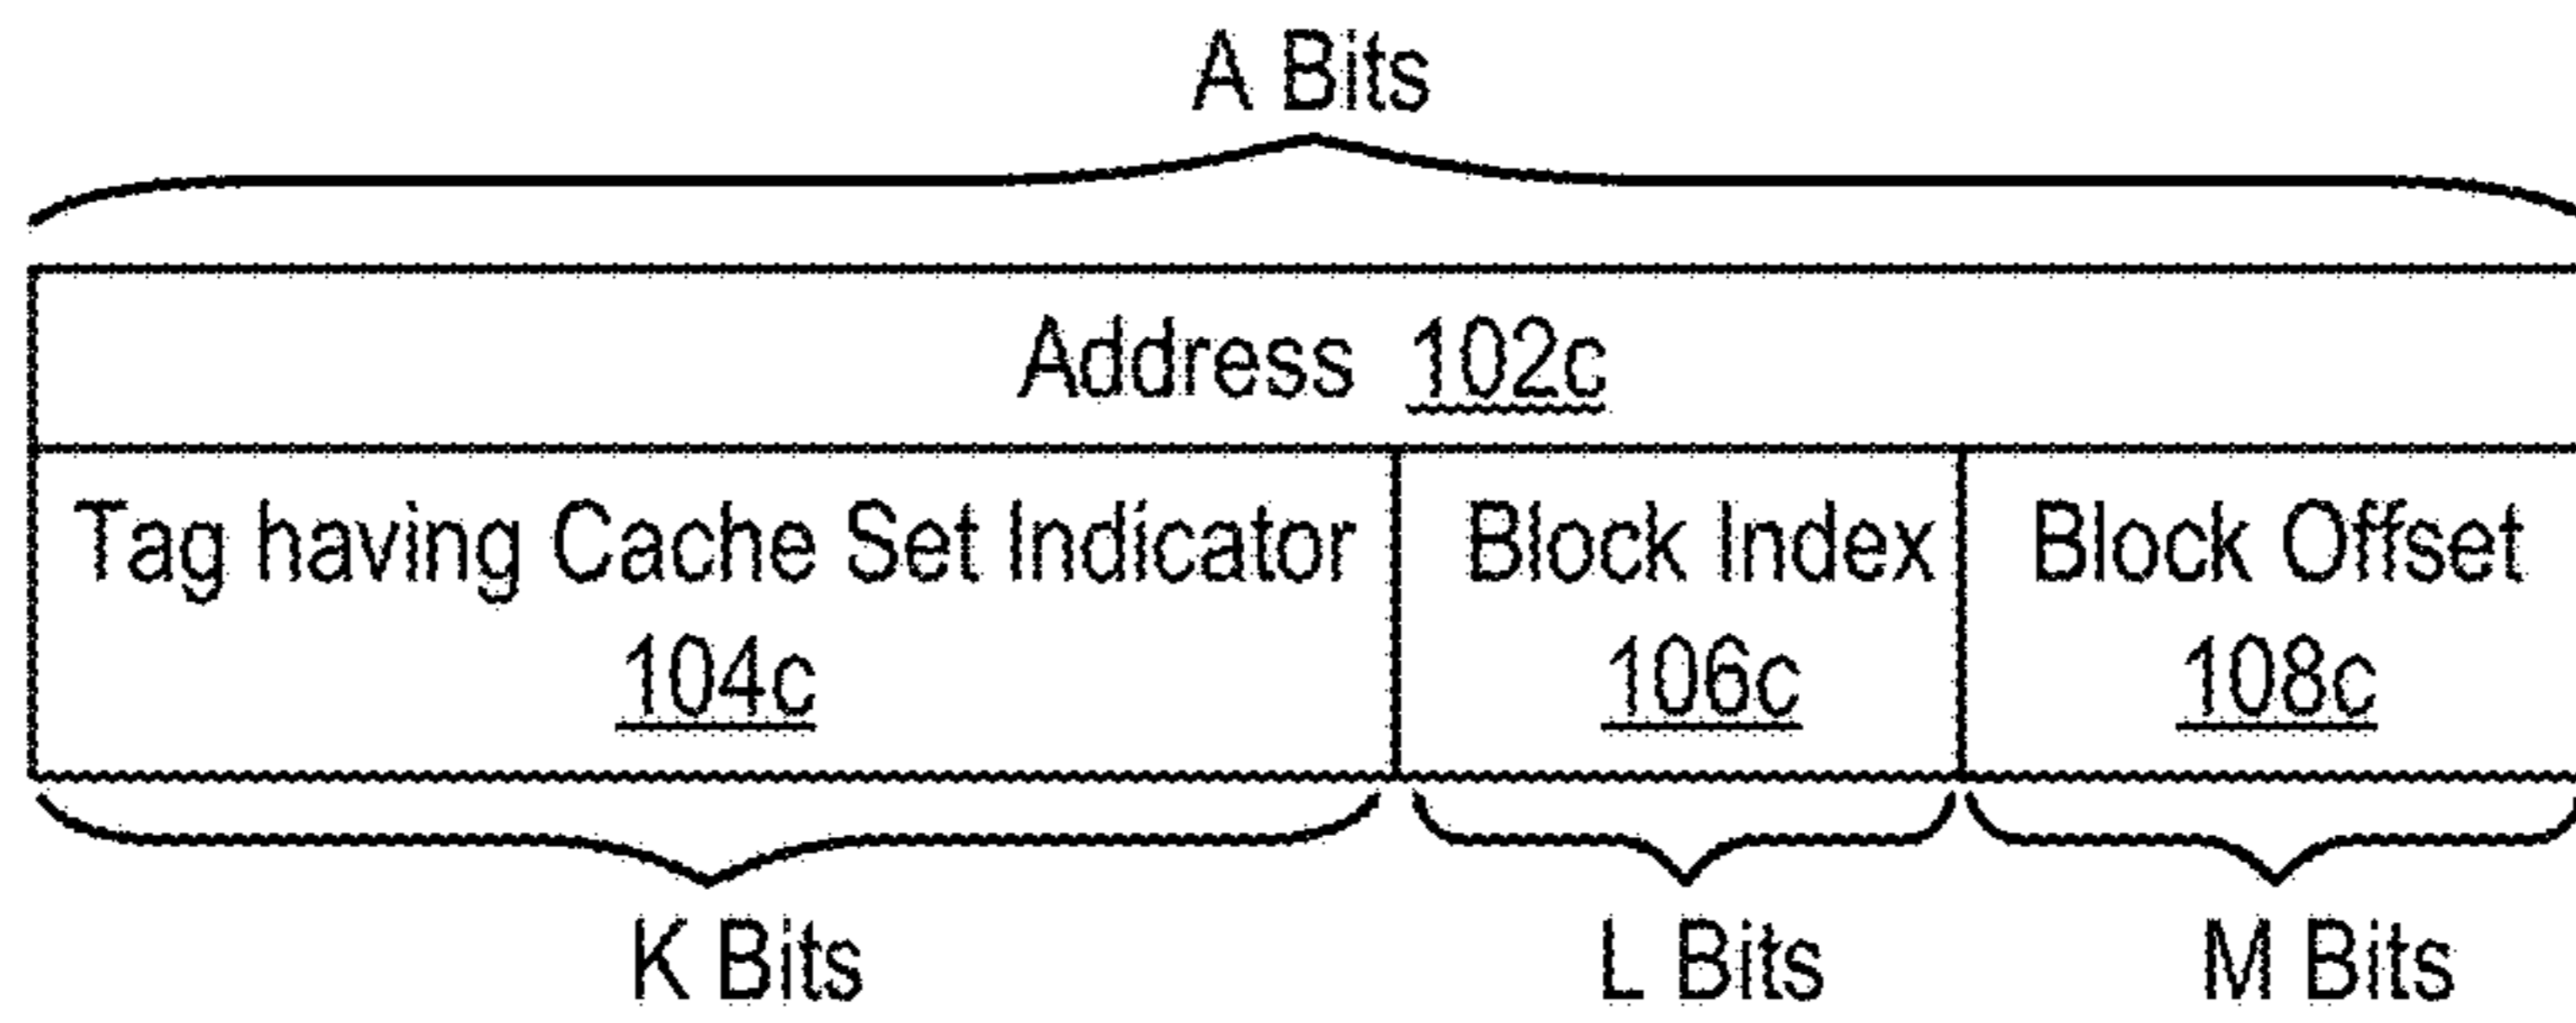 A Bits
Address 102c
Tag having Cache Set Indicator
104c
Block Index
106c
Block Offset
108c
K Bits
L Bits
M Bits